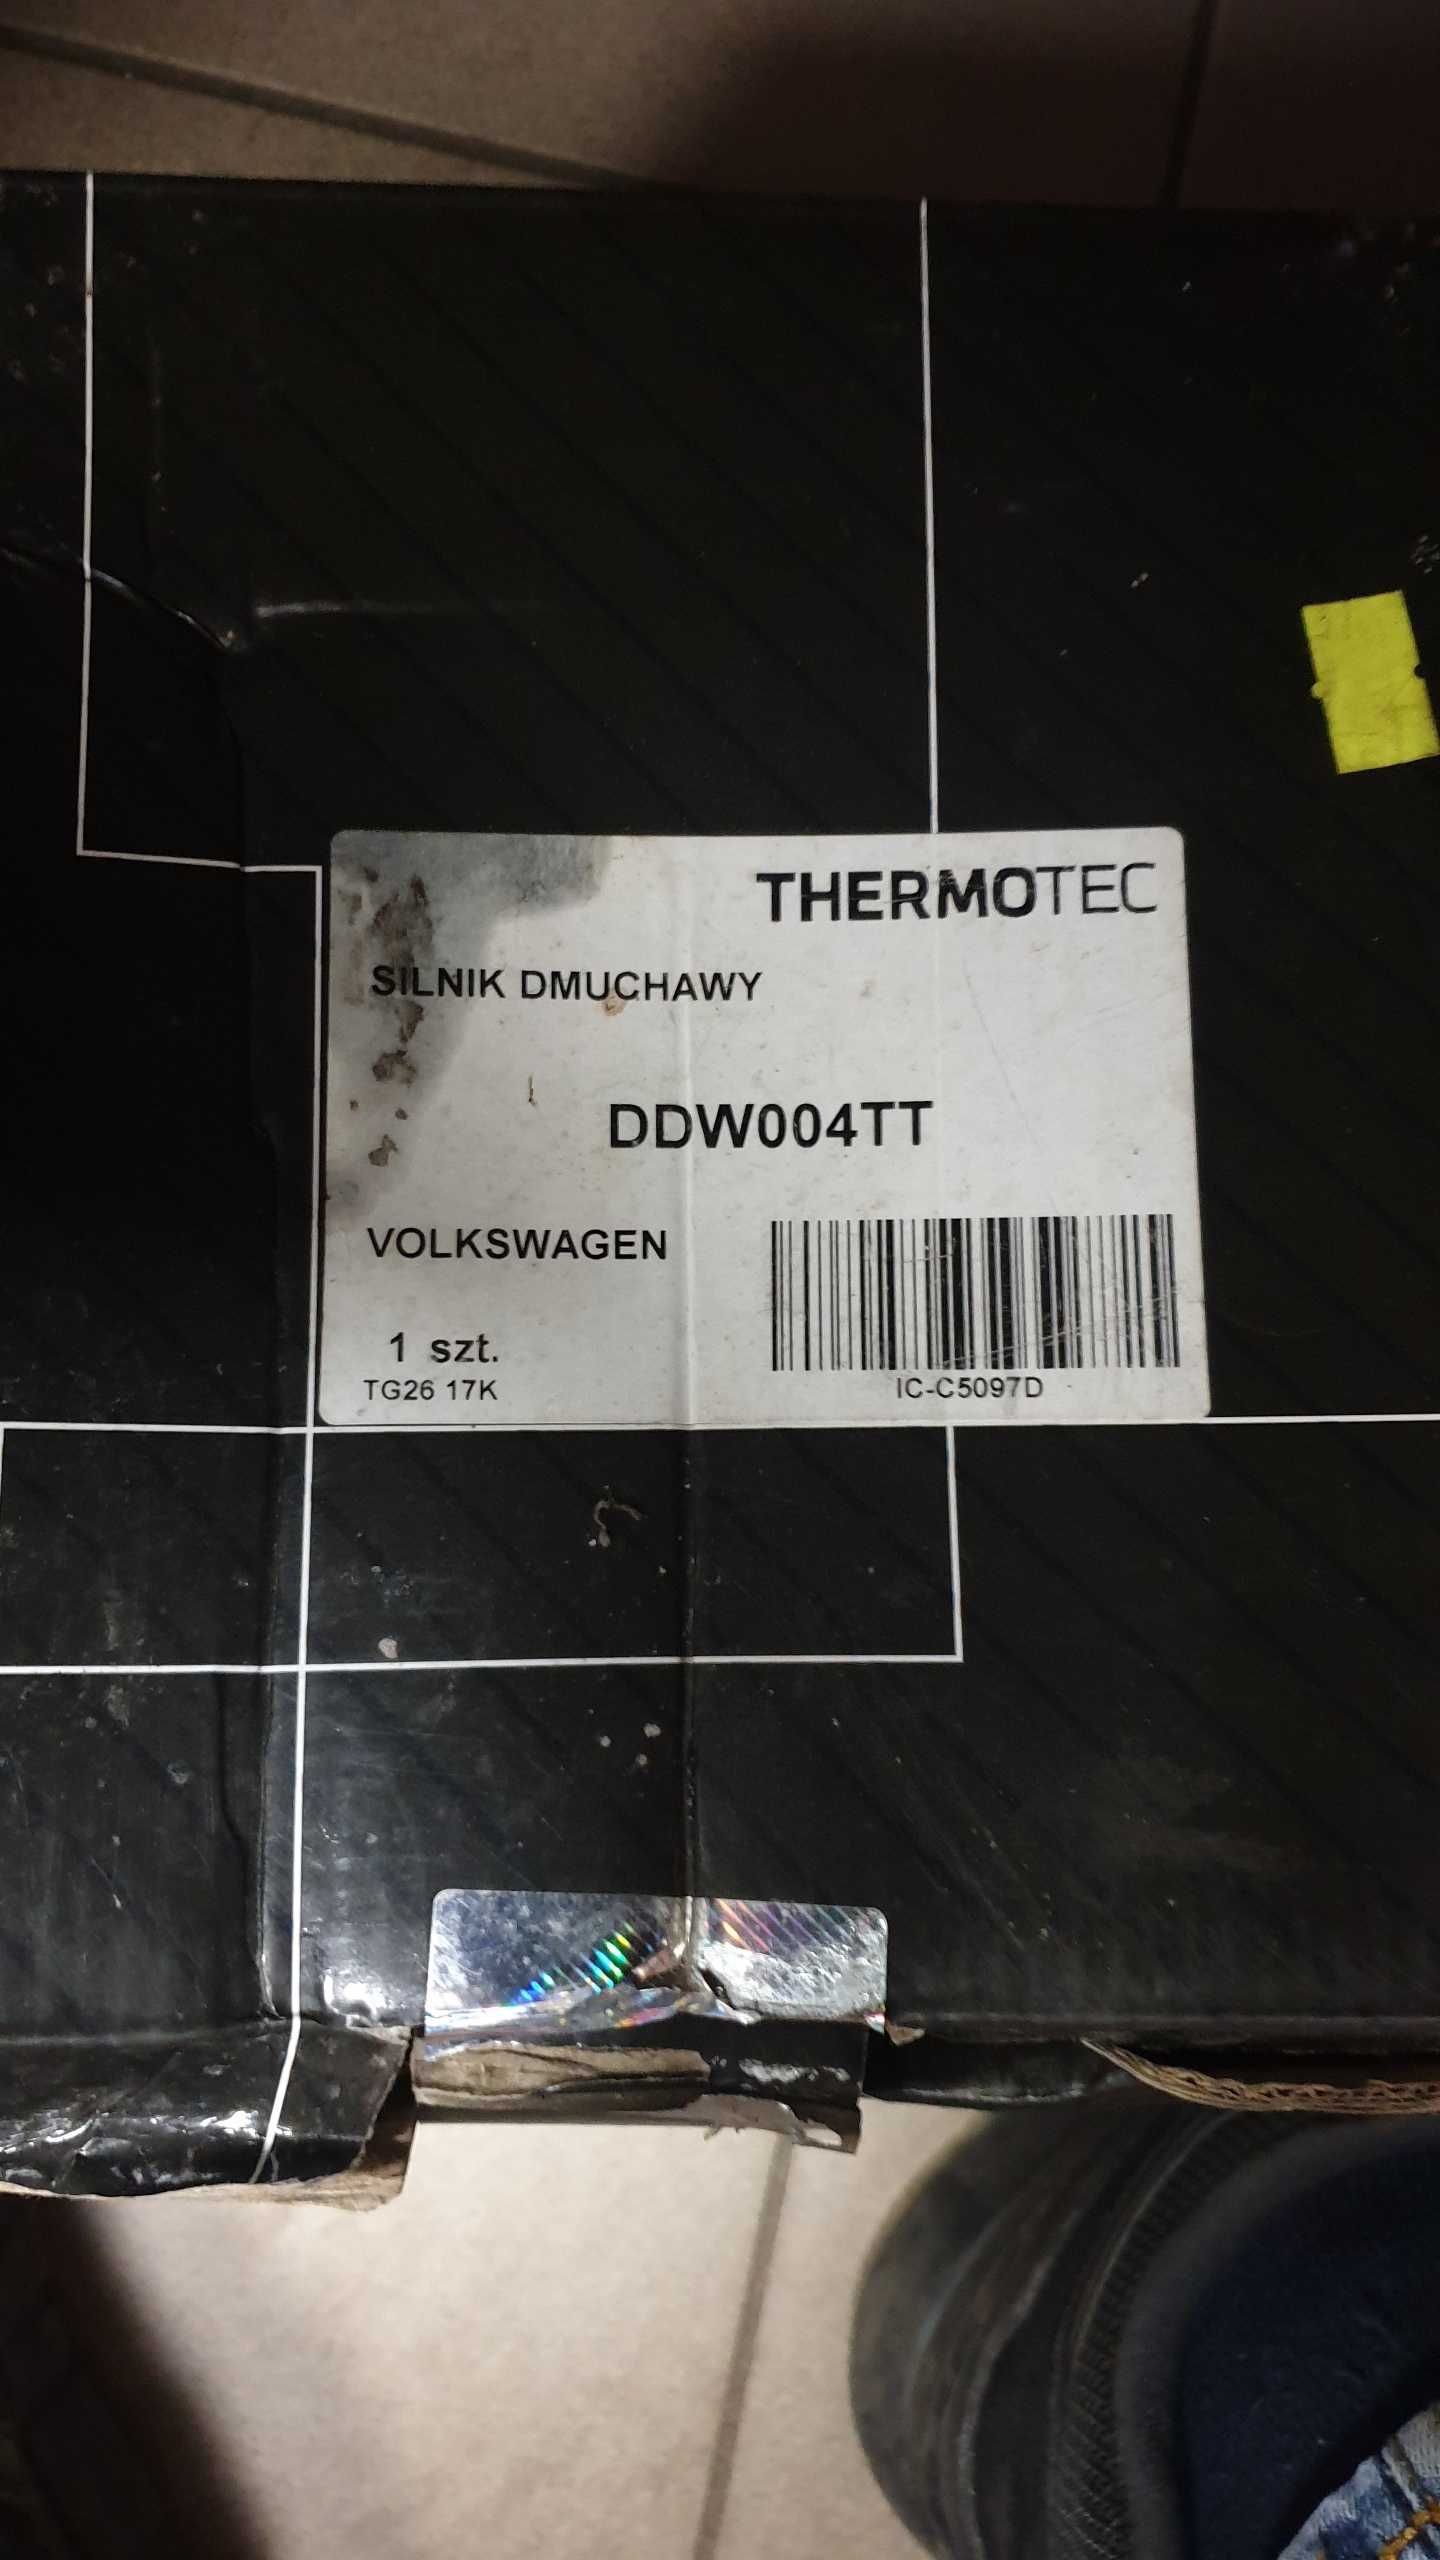 THERMOTEC
SILNIK DMUCHAWY
DDW004TT
VOLKSWAGEN
1 szt.
TG26 17K
IC-C5097D